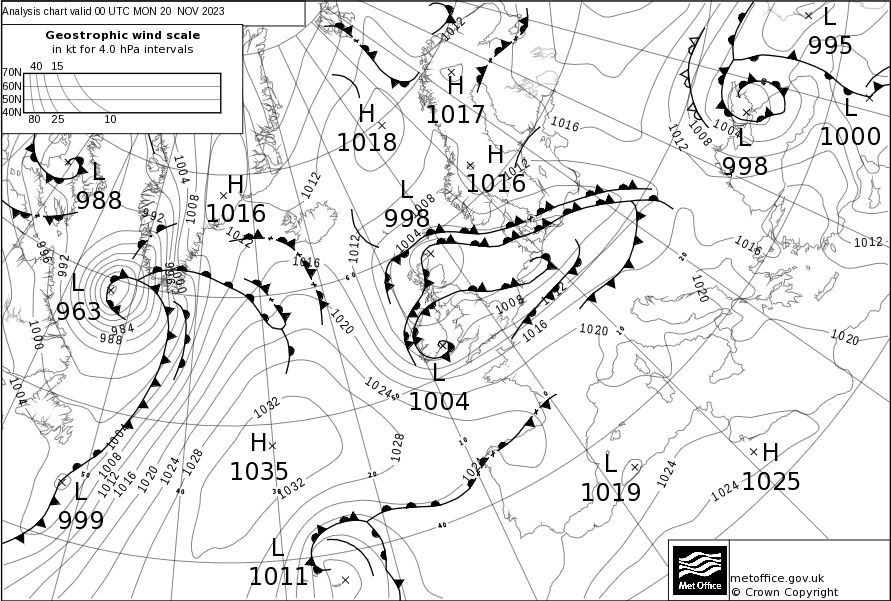 Analysis chart valid 00 UTC MON 20 NOV 2023
Geostrophic wind scale
in kt for 4.0 hPa intervals
40 15
70N
60N
50N
40N
80 25 10
L
995
H
1017
H
1018
L
1000
L
998
H
1016
L
988
H
1016
L
998
L
963
L
1004
H
1035
L
1019
H
1025
L
999
L
1011
1012
1016
1012
1008
1004
1012
1004
1008
1012
992
1012
1008
1004
1012
1016
1012
996
992
1016
1020
1008
1012
1016
1020
1020
1020
984
988
1000
1004
1024
1032
1028
1032
1004
1008
1012
1016
1020
1024
1028
1024
1024
60
20
10
0
10
20
30
40
50
40
Met Office
metoffice.gov.uk
© Crown Copyright